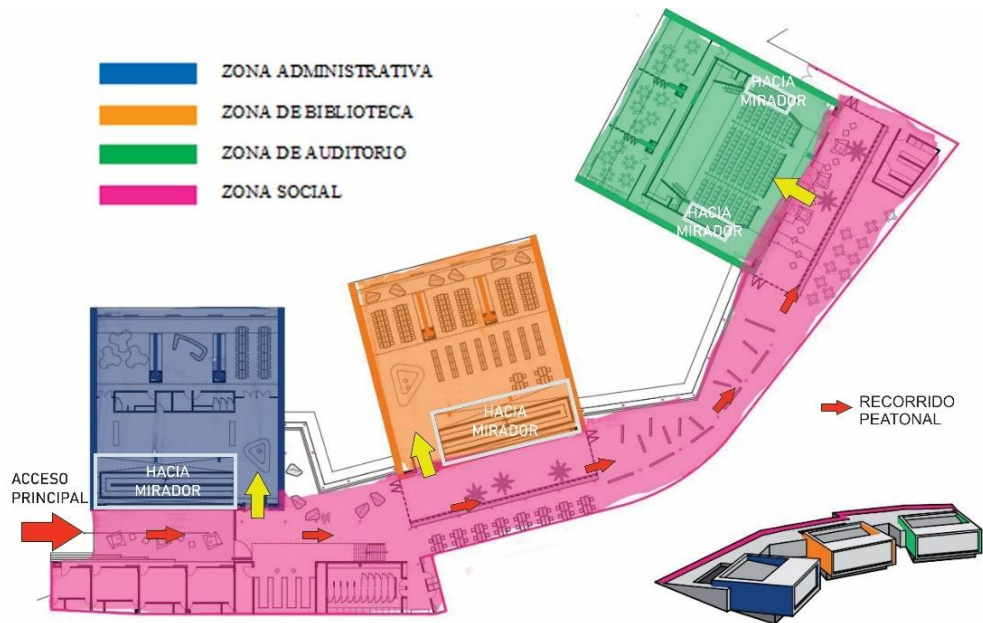 ZONA ADMINISTRATIVA
ZONA DE BIBLIOTECA
ZONA DE AUDITORIO
ZONA SOCIAL
HACIA
MIRADOR
HACIA
MIRADOR
HACIA
MIRADOR
RECORRIDO
PEATONAL
ACCESO
PRINCIPAL
HACIA
MIRADOR